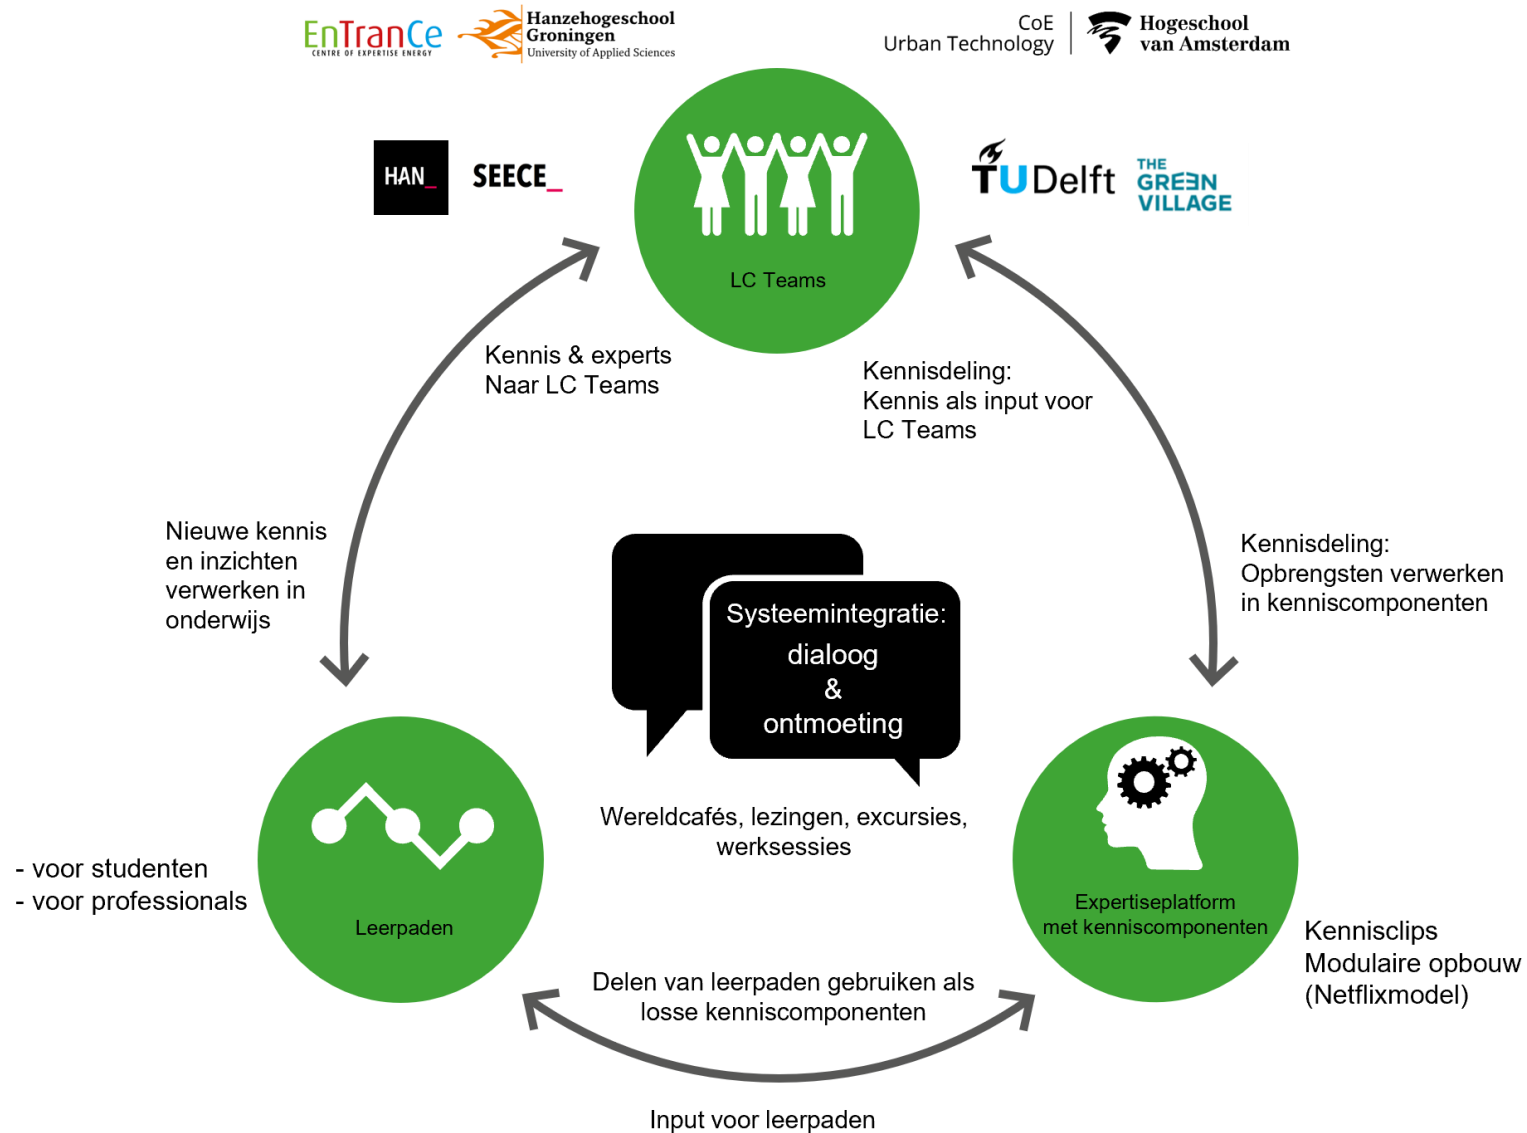 EnTranCe
CENTRE OF EXPERTISE ENERGY
Hanzehogeschool
Groningen
University of Applied Sciences
CoE
Urban Technology
Hogeschool
van Amsterdam
HAN_
SEECE_
TUDelft
THE
GREEN
VILLAGE
LC Teams
Kennis & experts
Naar LC Teams
Kennisdeling:
Kennis als input voor
LC Teams
Nieuwe kennis
en inzichten
verwerken in
onderwijs
Kennisdeling:
Opbrengsten verwerken
in kenniscomponenten
Systeemintegratie:
dialoog
&
ontmoeting
Wereldcafés, lezingen, excursies,
werksessies
- voor studenten
- voor professionals
Leerpaden
Expertiseplatform
met kenniscomponenten
Kennisclips
Modulaire opbouw
(Netflixmodel)
Delen van leerpaden gebruiken als
losse kenniscomponenten
Input voor leerpaden